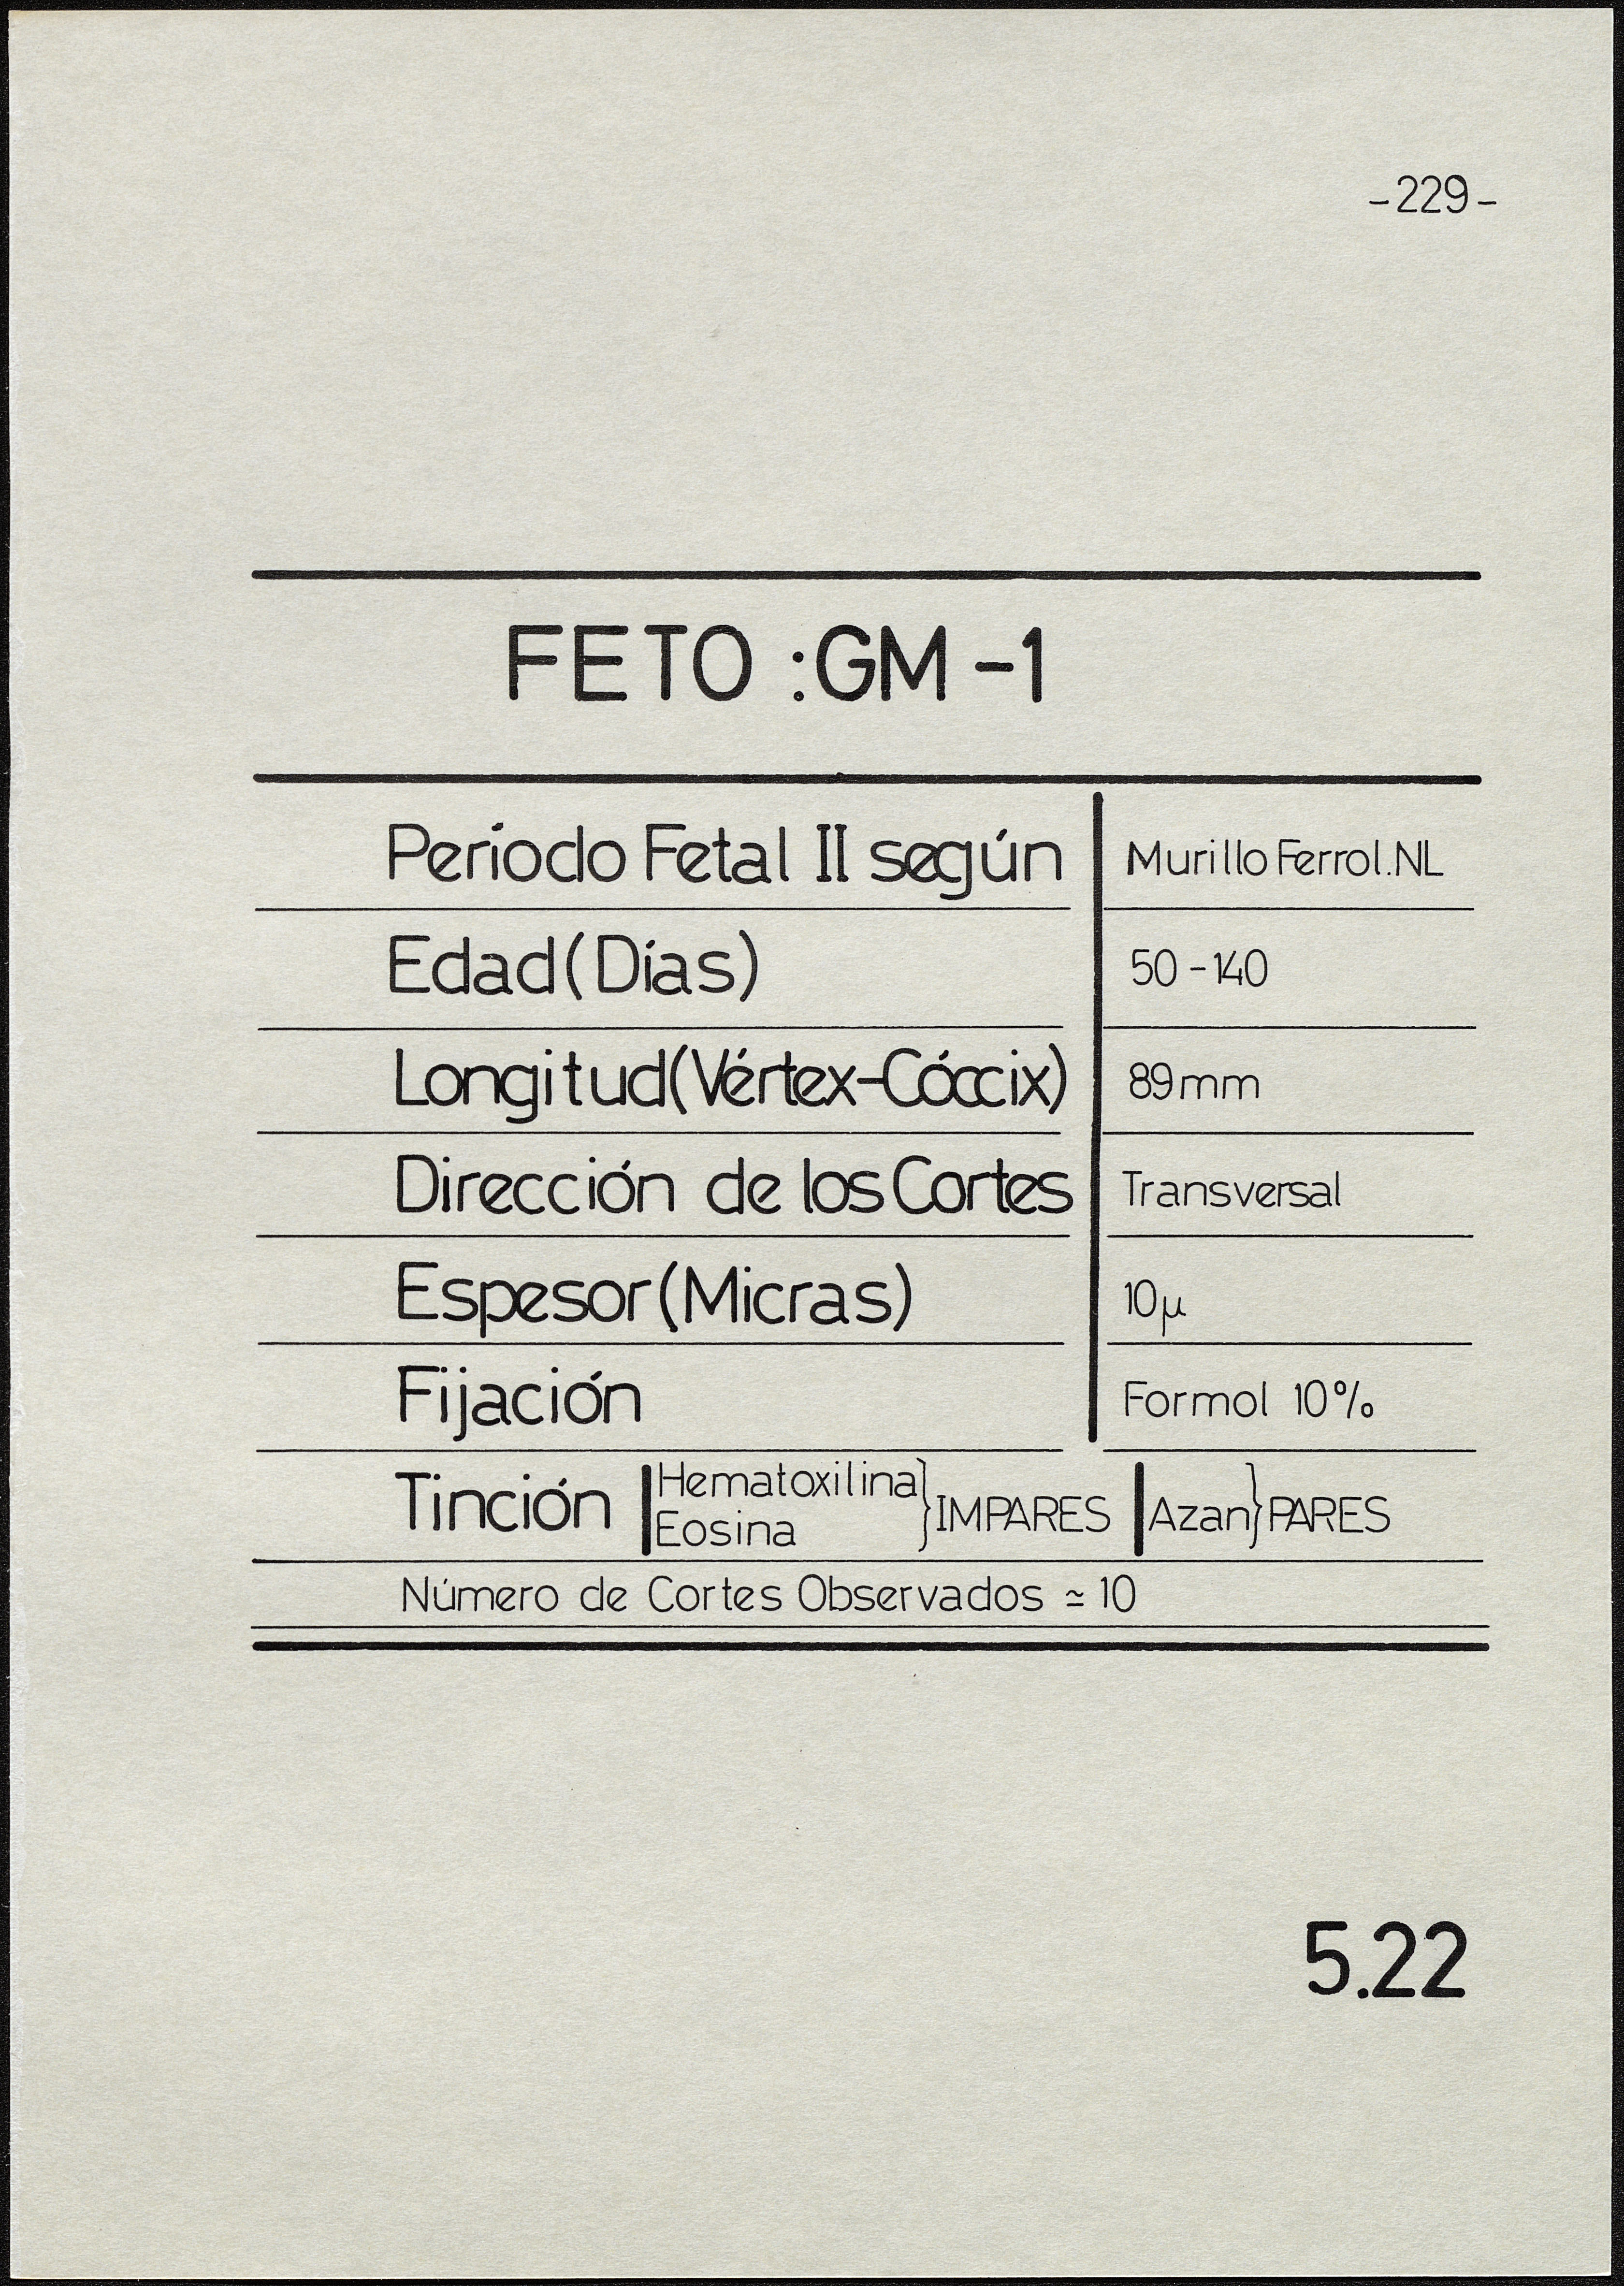 -229-
FETO :GM -1
Período Fetal II según Murillo Ferrol.NL
Edad(Días) 50-140
Longitud(Vértex-Cóccix) 89mm
Dirección de los Cortes Transversal
Espesor(Micras) 10µ
Fijación Formol 10%
Tinción Hematoxilina Eosina } IMPARES Azan } PARES
Número de Cortes Observados ≃ 10
5.22